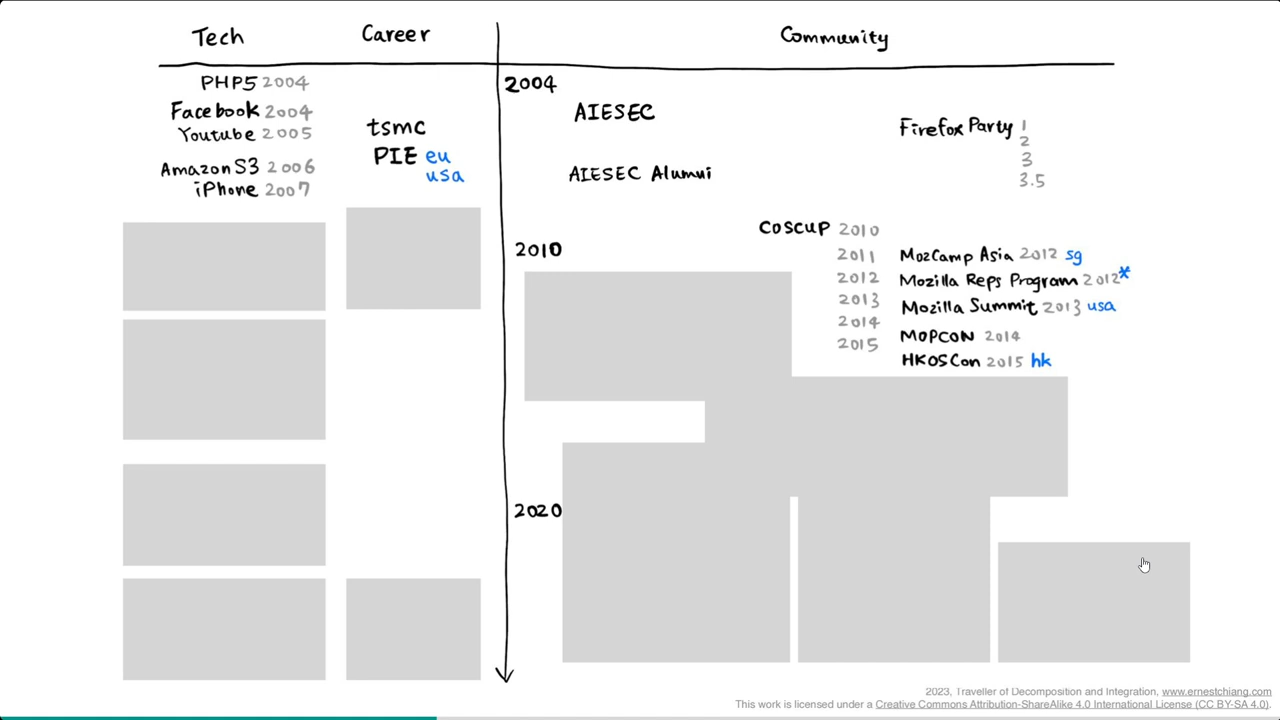 Tech
Career
Community
PHP5 2004
Facebook 2004
Youtube 2005
Amazon S3 2006
iPhone 2007
tsmc
PIE eu
usa
2004
2010
2020
AIESEC
AIESEC Alumni
Firefox Party 1
2
3
3.5
COSCUP 2010
2011
2012
2013
2014
2015
MozCamp Asia 2012 sg
Mozilla Reps Program 2012*
Mozilla Summit 2013 usa
MOPCON 2014
HKOSCon 2015 hk
2023, Traveller of Decomposition and Integration, www.ernestchiang.com
This work is licensed under a Creative Commons Attribution-ShareAlike 4.0 International License (CC BY-SA 4.0).